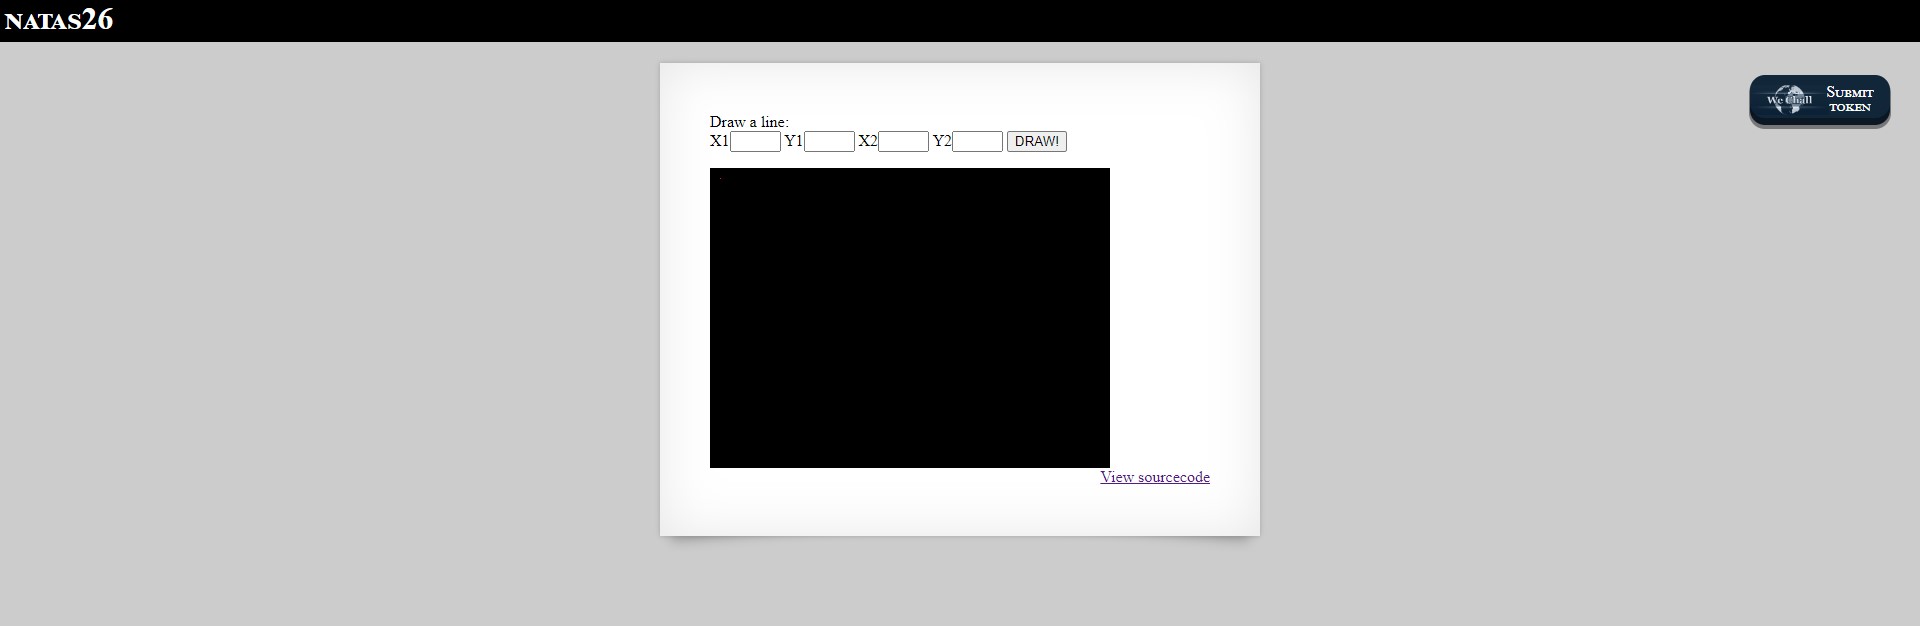 NATAS26
We Chall
SUBMIT
TOKEN
Draw a line:
X1 Y1 X2 Y2 DRAW!
View sourcecode